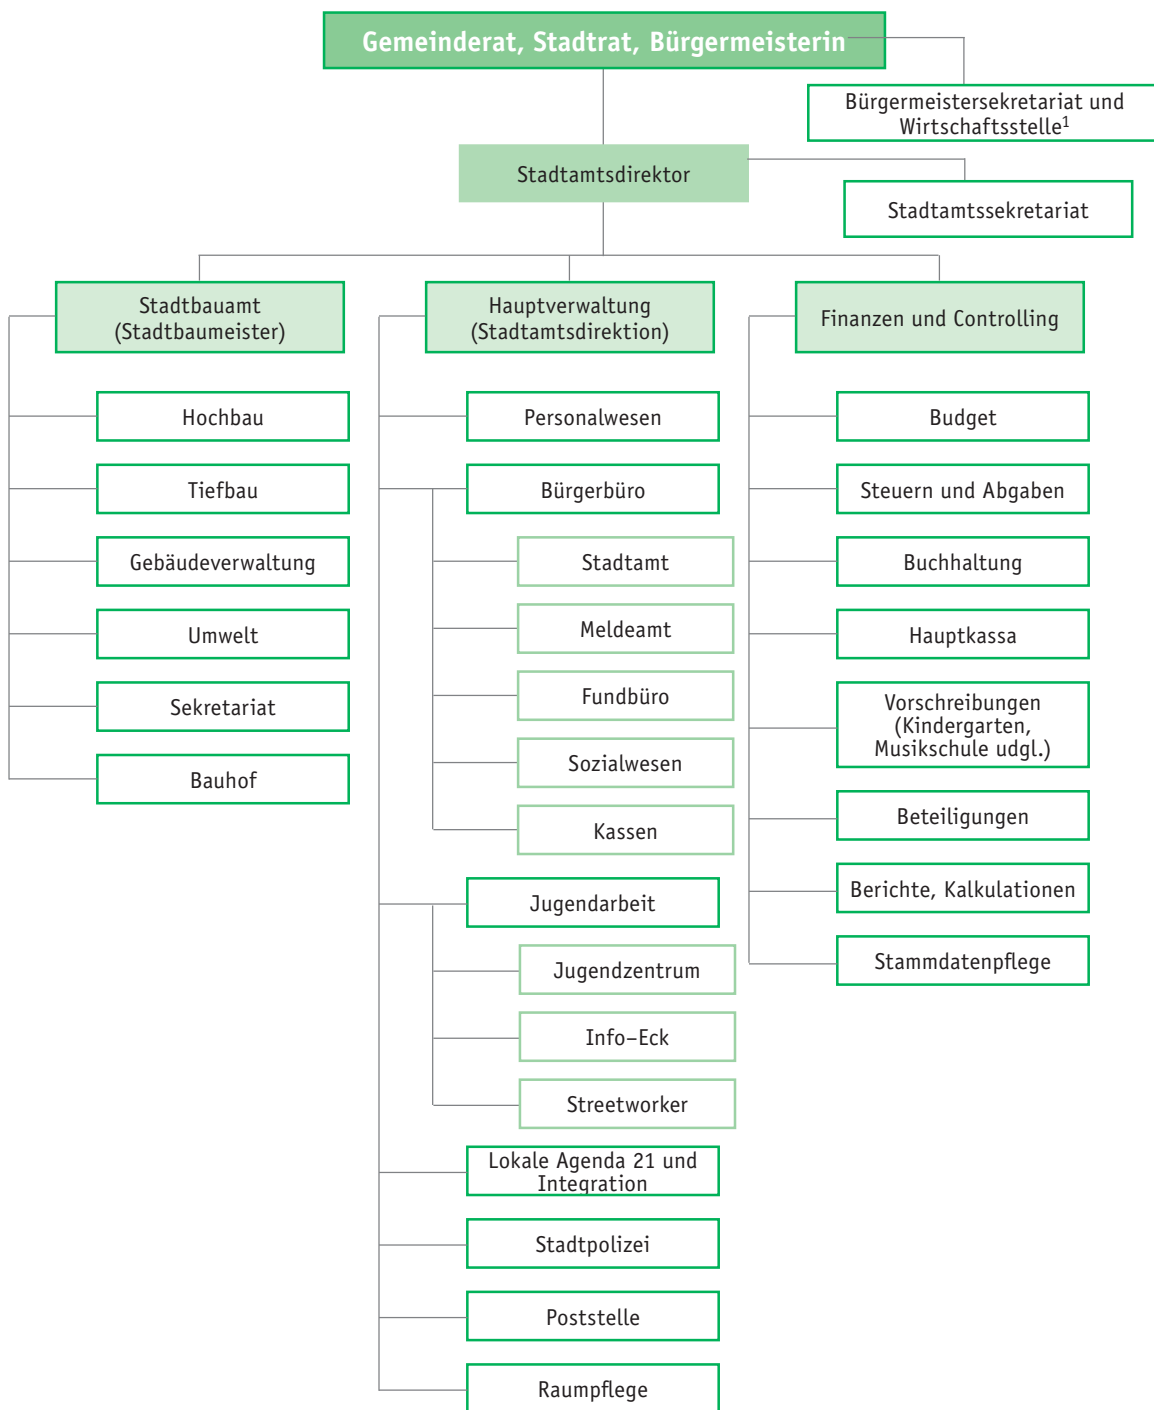 Gemeinderat, Stadtrat, Bürgermeisterin
Bürgermeistersekretariat und
Wirtschaftsstelle¹
Stadtamtsdirektor
Stadtamtssekretariat
Stadtbauamt
(Stadtbaumeister)
Hochbau
Tiefbau
Gebäudeverwaltung
Umwelt
Sekretariat
Bauhof
Hauptverwaltung
(Stadtamtsdirektion)
Personalwesen
Bürgerbüro
Stadtamt
Meldeamt
Fundbüro
Sozialwesen
Kassen
Jugendarbeit
Jugendzentrum
Info–Eck
Streetworker
Lokale Agenda 21 und
Integration
Stadtpolizei
Poststelle
Raumpflege
Finanzen und Controlling
Budget
Steuern und Abgaben
Buchhaltung
Hauptkassa
Vorschreibungen
(Kindergarten,
Musikschule udgl.)
Beteiligungen
Berichte, Kalkulationen
Stammdatenpflege